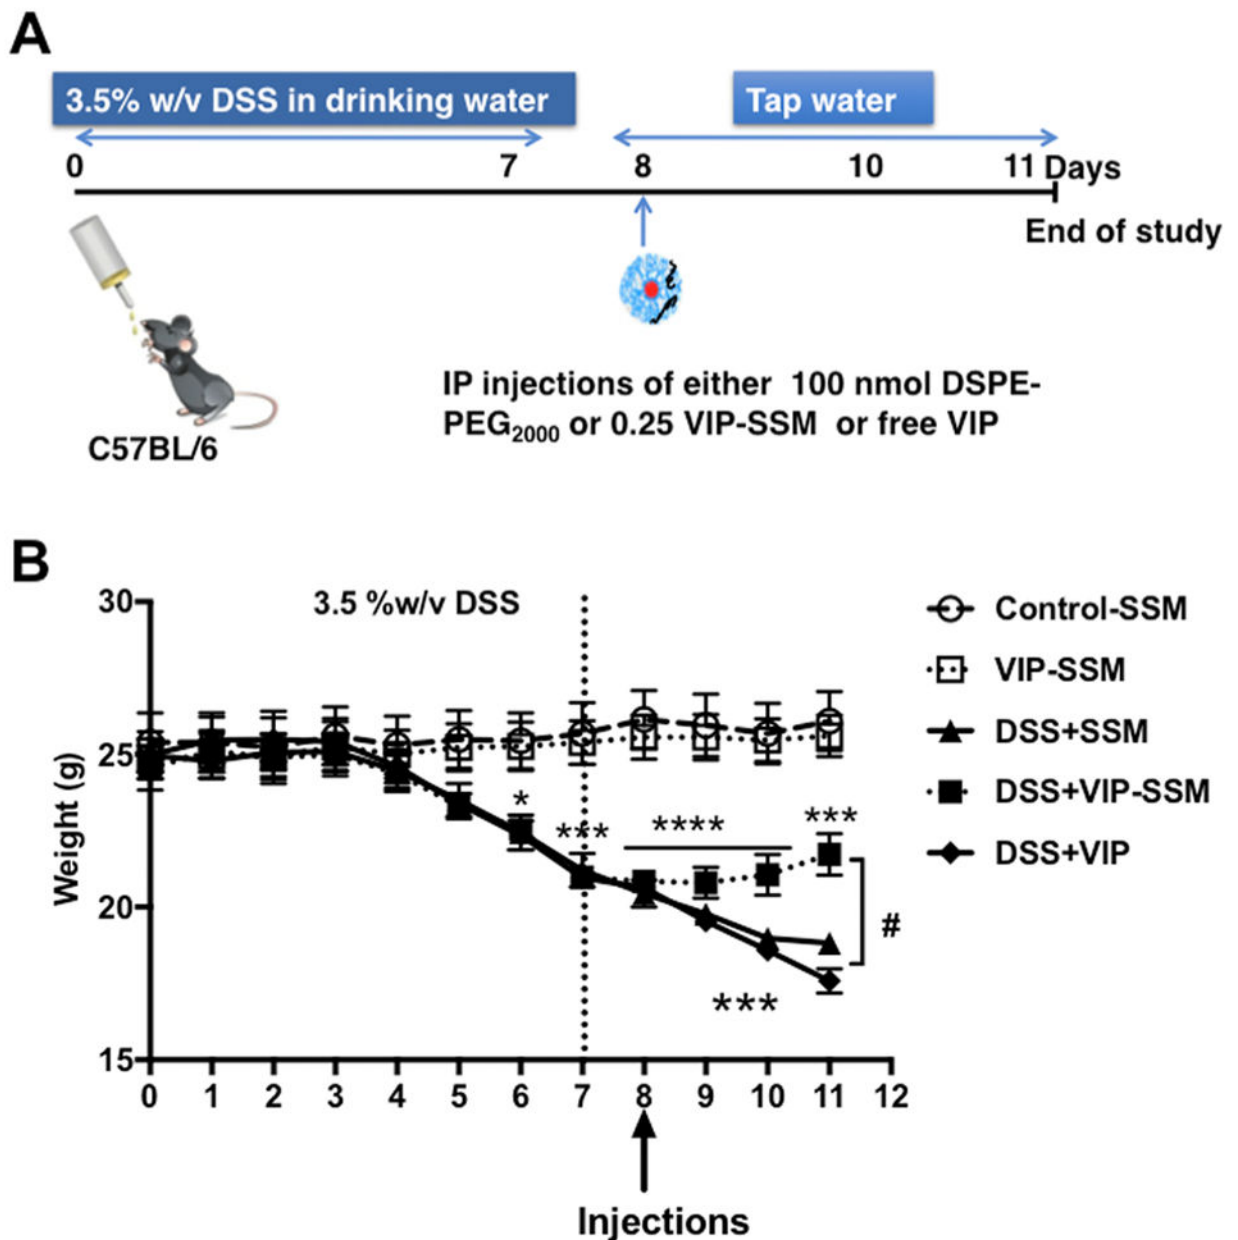 A
3.5% w/v DSS in drinking water
Tap water
0 7 8 10 11 Days
End of study
C57BL/6
IP injections of either 100 nmol DSPE-
PEG2000 or 0.25 VIP-SSM or free VIP
B
3.5 %w/v DSS
30
25
20
15
Weight (g)
*
***
****
***
#
***
0 1 2 3 4 5 6 7 8 9 10 11 12
Injections
Control-SSM
VIP-SSM
DSS+SSM
DSS+VIP-SSM
DSS+VIP